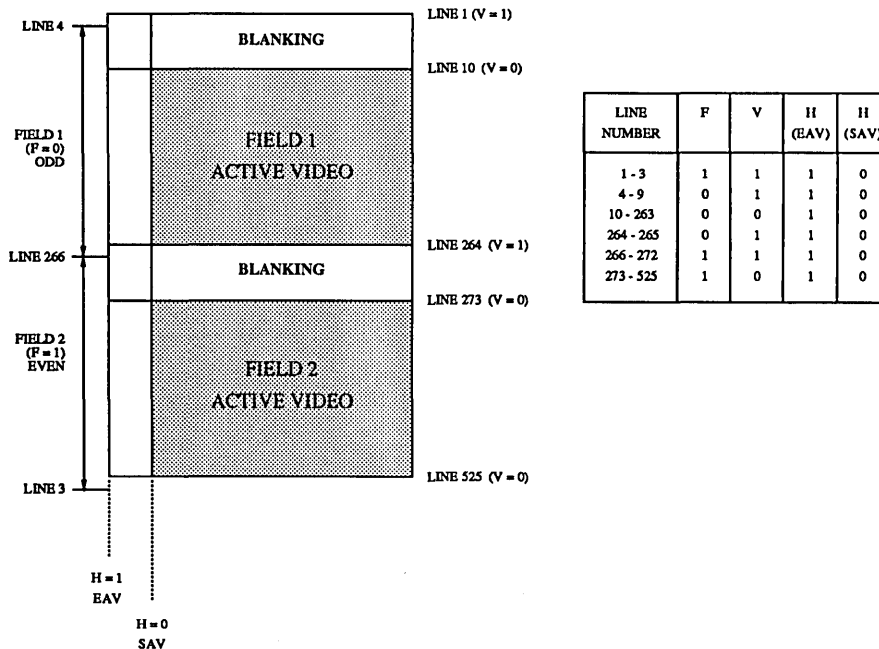 LINE 1 (V = 1)
LINE 4
BLANKING
LINE 10 (V = 0)
FIELD 1
(F = 0)
ODD
FIELD 1
ACTIVE VIDEO
LINE 264 (V = 1)
LINE 266
BLANKING
LINE 273 (V = 0)
FIELD 2
(F = 1)
EVEN
FIELD 2
ACTIVE VIDEO
LINE 525 (V = 0)
LINE 3
H = 1
EAV
H = 0
SAV
LINE NUMBER F V H (EAV) H (SAV)
1 - 3 1 1 1 0
4 - 9 0 1 1 0
10 - 263 0 0 1 0
264 - 265 0 1 1 0
266 - 272 1 1 1 0
273 - 525 1 0 1 0